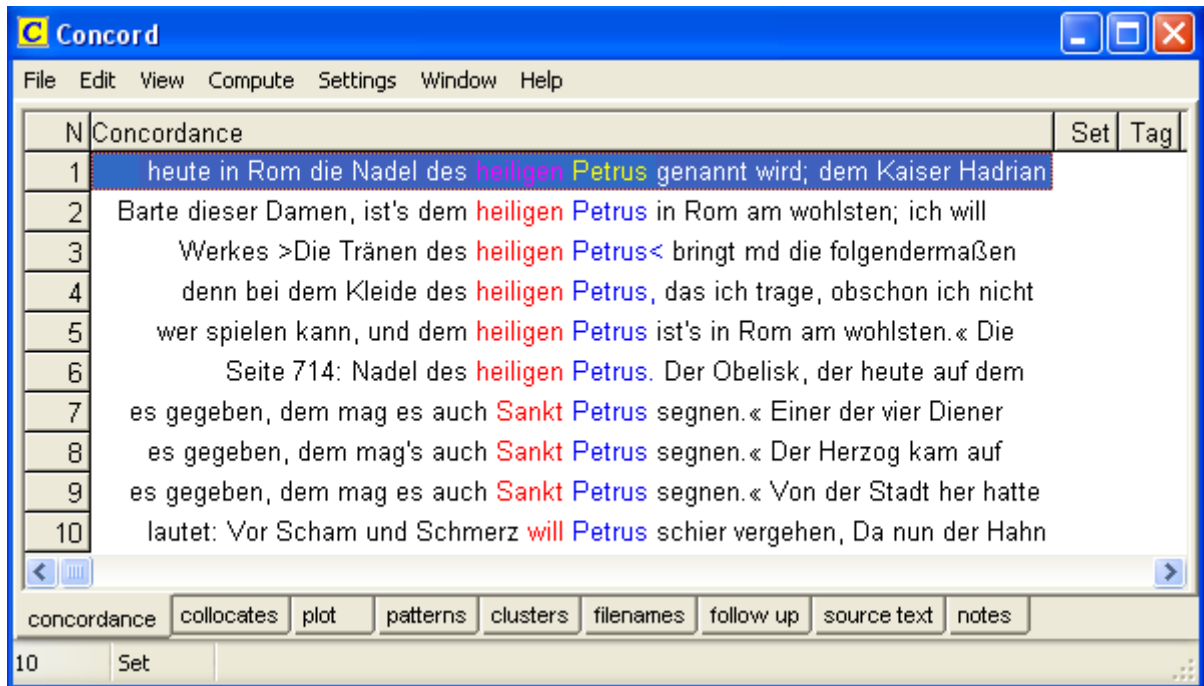 C Concord
File Edit View Compute Settings Window Help
N Concordance Set Tag
1 heute in Rom die Nadel des heiligen Petrus genannt wird; dem Kaiser Hadrian
2 Barte dieser Damen, ist's dem heiligen Petrus in Rom am wohlsten; ich will
3 Werkes >Die Tränen des heiligen Petrus< bringt md die folgendermaßen
4 denn bei dem Kleide des heiligen Petrus, das ich trage, obschon ich nicht
5 wer spielen kann, und dem heiligen Petrus ist's in Rom am wohlsten.« Die
6 Seite 714: Nadel des heiligen Petrus. Der Obelisk, der heute auf dem
7 es gegeben, dem mag es auch Sankt Petrus segnen.« Einer der vier Diener
8 es gegeben, dem mag's auch Sankt Petrus segnen.« Der Herzog kam auf
9 es gegeben, dem mag es auch Sankt Petrus segnen.« Von der Stadt her hatte
10 lautet: Vor Scham und Schmerz will Petrus schier vergehen, Da nun der Hahn
concordance collocates plot patterns clusters filenames follow up source text notes
10 Set